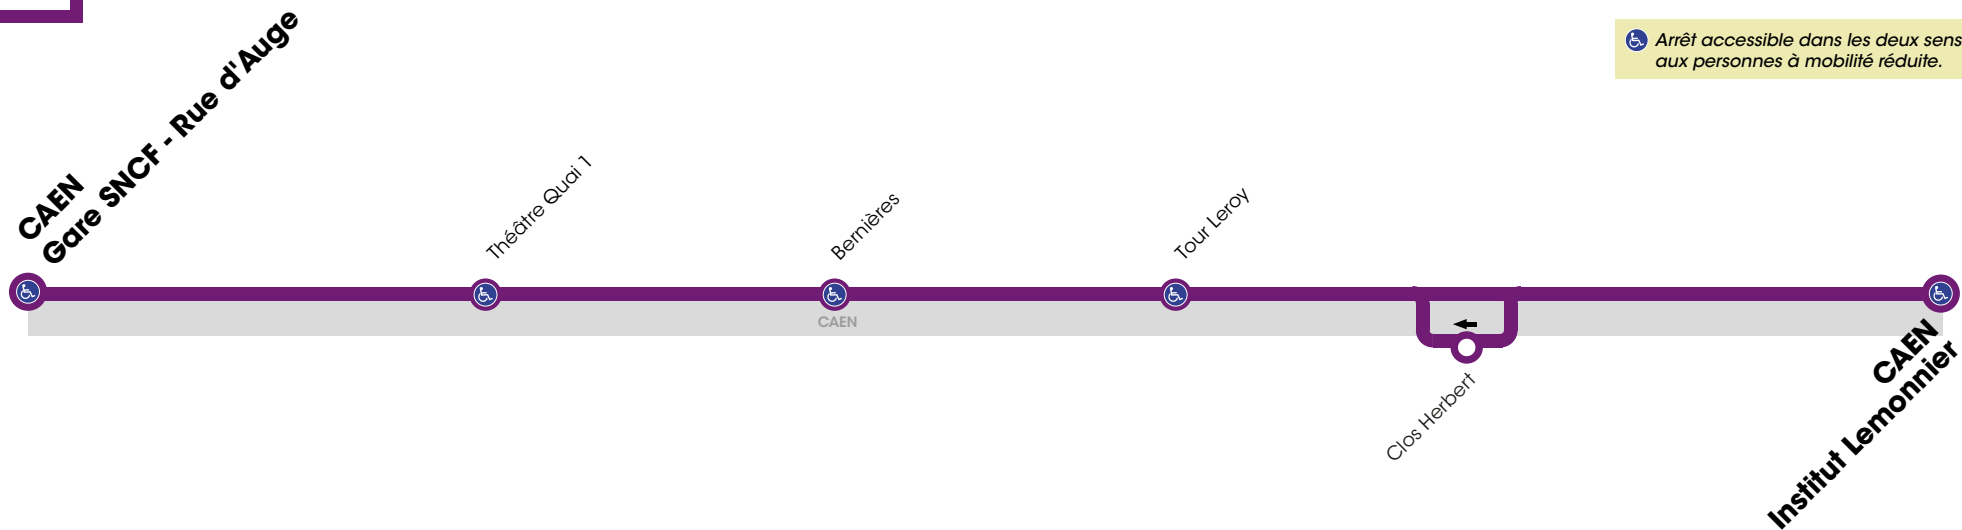 CAEN
Gare SNCF - Rue d'Auge
Théâtre Quai 1
Bernières
Tour Leroy
Arrêt accessible dans les deux sens
aux personnes à mobilité réduite.
CAEN
Clos Herbert
CAEN
Institut Lemonnier